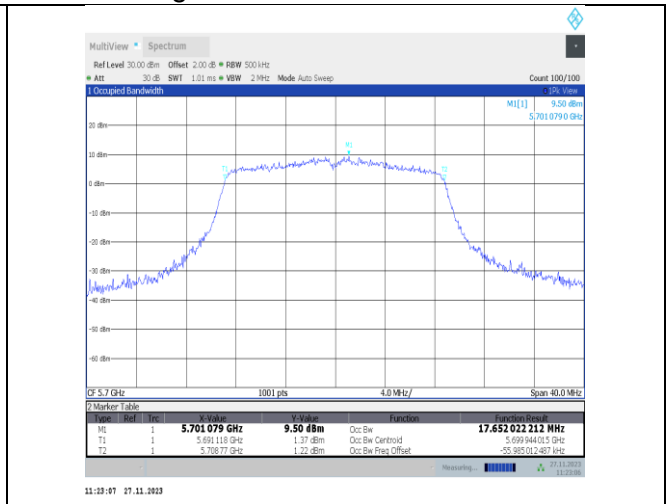 MultiView Spectrum
Ref Level 30.00 dBm Offset 2.00 dB RBW 500 kHz
Att 30 dB SWT 1.01 ms VBW 2 MHz Mode Auto Sweep Count 100/100
1 Occupied Bandwidth 1Pk View
M1[1] 9.50 dBm
5.701 079 0 GHz
20 dBm
M1
10 dBm
T1
0 dBm
-10 dBm
-20 dBm
-30 dBm
-40 dBm
-50 dBm
-60 dBm
CF 5.7 GHz 1001 pts 4.0 MHz/ Span 40.0 MHz
2 Marker Table
Type Ref Trc X-Value Y-Value Function Function Result
M1 1 5.701 079 GHz 9.50 dBm Occ Bw 17.652 022 212 MHz
T1 1 5.691 118 GHz 1.37 dBm Occ Bw Centroid 5.699 944 015 GHz
T2 1 5.708 77 GHz 1.22 dBm Occ Bw Freq Offset -55.985 012 487 kHz
Measuring... 27.11.2023
11:23:06
11:23:07 27.11.2023